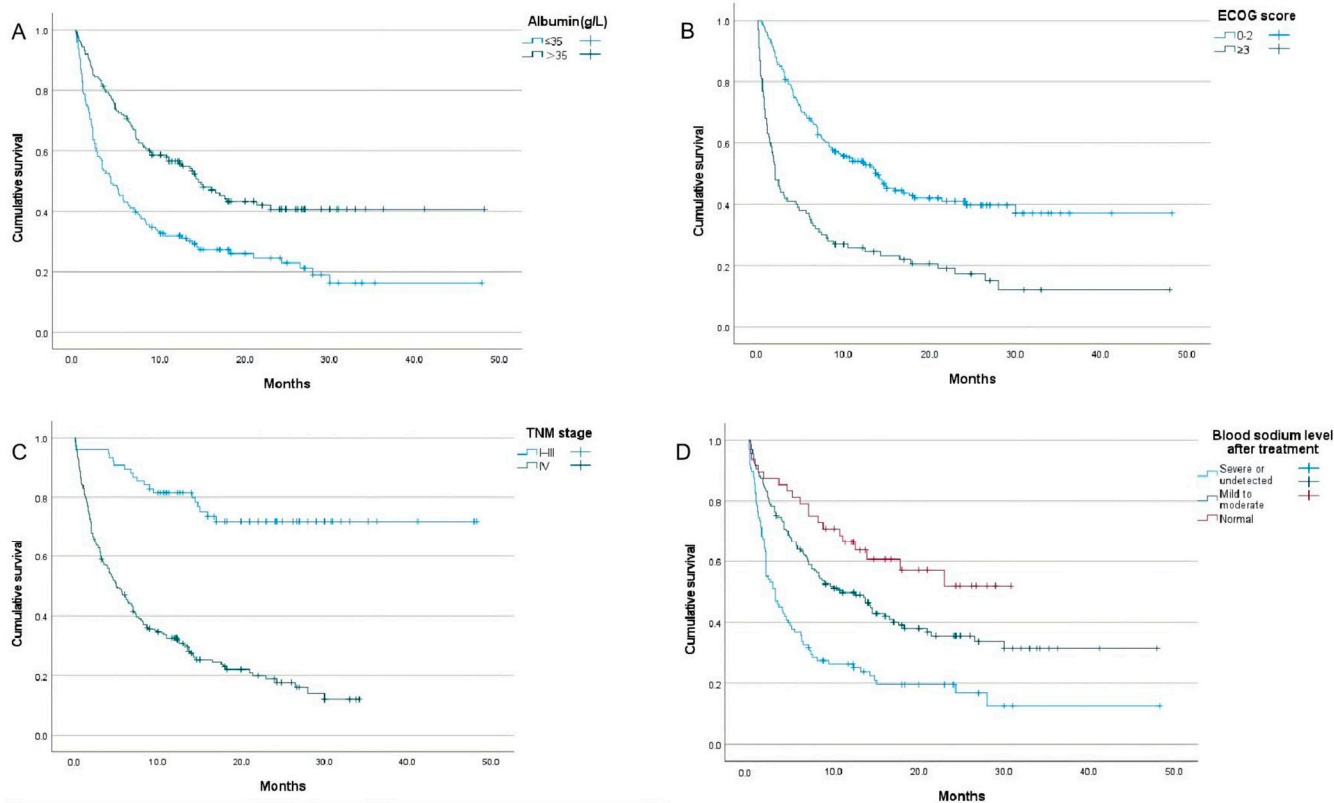 A
Albumin(g/L)
≤35
>35
1.0
0.8
0.6
0.4
0.2
0.0
Cumulative survival
0.0 10.0 20.0 30.0 40.0 50.0
Months
B
ECOG score
0-2
≥3
1.0
0.8
0.6
0.4
0.2
0.0
Cumulative survival
0.0 10.0 20.0 30.0 40.0 50.0
Months
C
TNM stage
I-III
IV
1.0
0.8
0.6
0.4
0.2
0.0
Cumulative survival
0.0 10.0 20.0 30.0 40.0 50.0
Months
D
Blood sodium level
after treatment
Severe or
undetected
Mild to
moderate
Normal
1.0
0.8
0.6
0.4
0.2
0.0
Cumulative survival
0.0 10.0 20.0 30.0 40.0 50.0
Months